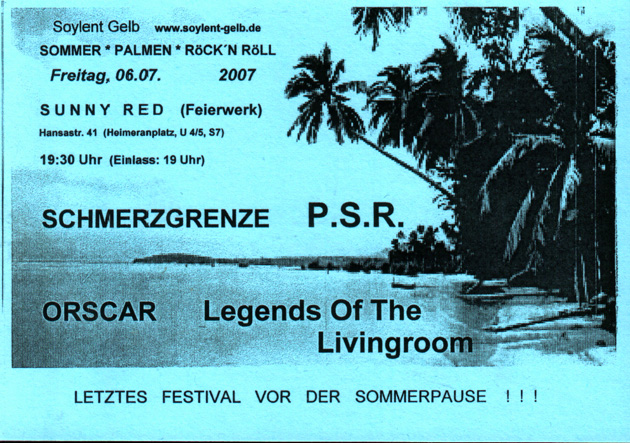 Soylent Gelb www.soylent-gelb.de
SOMMER * PALMEN * RöCK´N RöLL
Freitag, 06.07. 2007
SUNNY RED (Feierwerk)
Hansastr. 41 (Heimeranplatz, U 4/5, S7)
19:30 Uhr (Einlass: 19 Uhr)
SCHMERZGRENZE P.S.R.
ORSCAR Legends Of The
Livingroom
LETZTES FESTIVAL VOR DER SOMMERPAUSE ! ! !